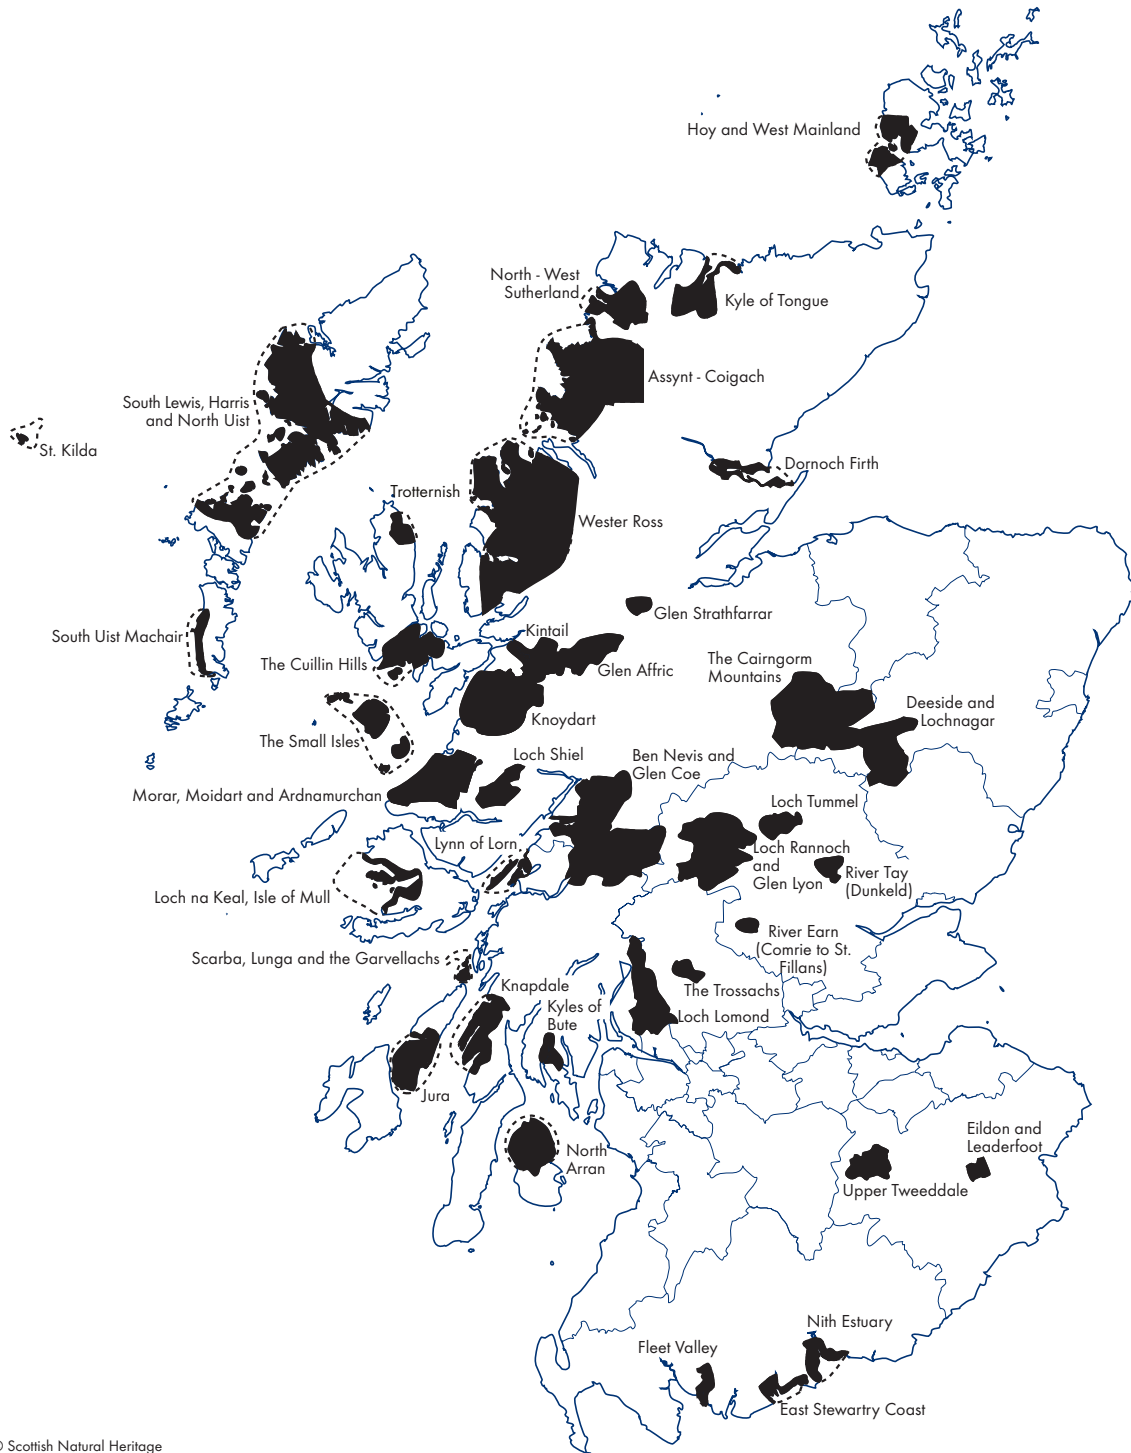 Hoy and West Mainland
North - West
Sutherland
Kyle of Tongue
Assynt - Coigach
South Lewis, Harris
and North Uist
St. Kilda
Dornoch Firth
Trotternish
Wester Ross
Glen Strathfarrar
South Uist Machair
Kintail
The Cuillin Hills
Glen Affric
The Cairngorm
Mountains
Deeside and
Lochnagar
Knoydart
The Small Isles
Loch Shiel
Ben Nevis and
Glen Coe
Morar, Moidart and Ardnamurchan
Loch Tummel
Lynn of Lorn
Loch Rannoch
and
Glen Lyon
River Tay
(Dunkeld)
Loch na Keal, Isle of Mull
River Earn
(Comrie to St.
Fillans)
Scarba, Lunga and the Garvellachs
The Trossachs
Knapdale
Kyles of
Bute
Loch Lomond
Jura
Eildon and
Leaderfoot
North
Arran
Upper Tweeddale
Nith Estuary
Fleet Valley
East Stewartry Coast
© Scottish Natural Heritage